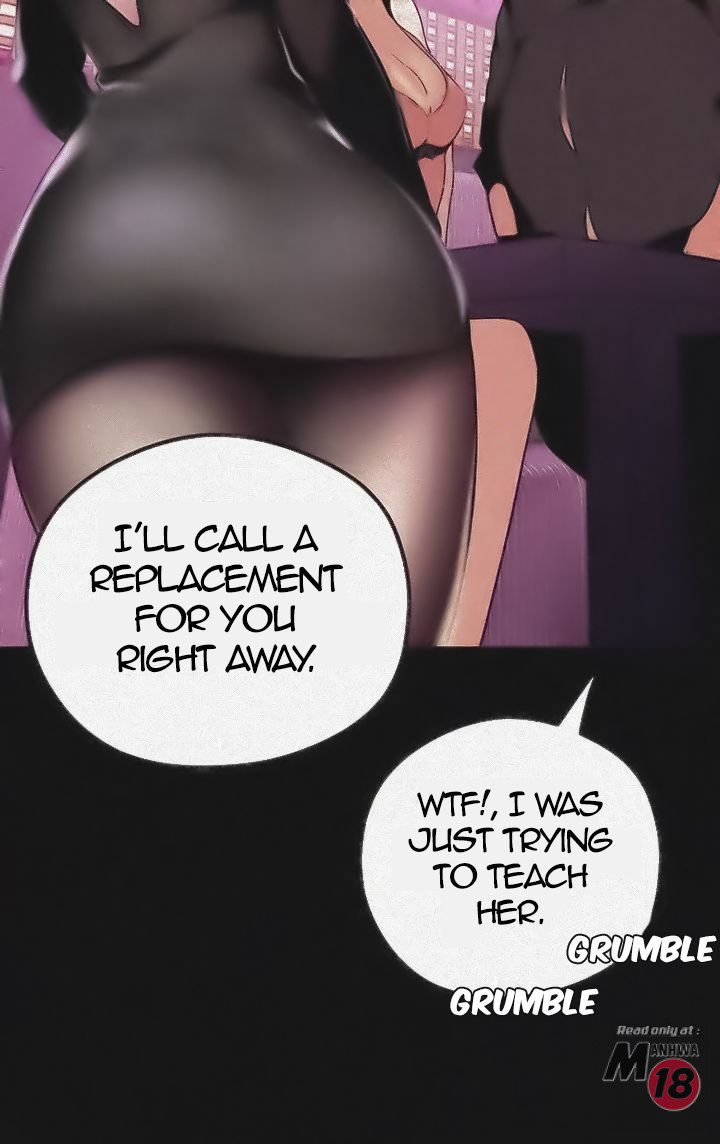 I'LL CALL A
REPLACEMENT
FOR YOU
RIGHT AWAY.
WTF!, I WAS
JUST TRYING
TO TEACH
HER.
GRUMBLE
GRUMBLE
Read only at :
MANHWA
18